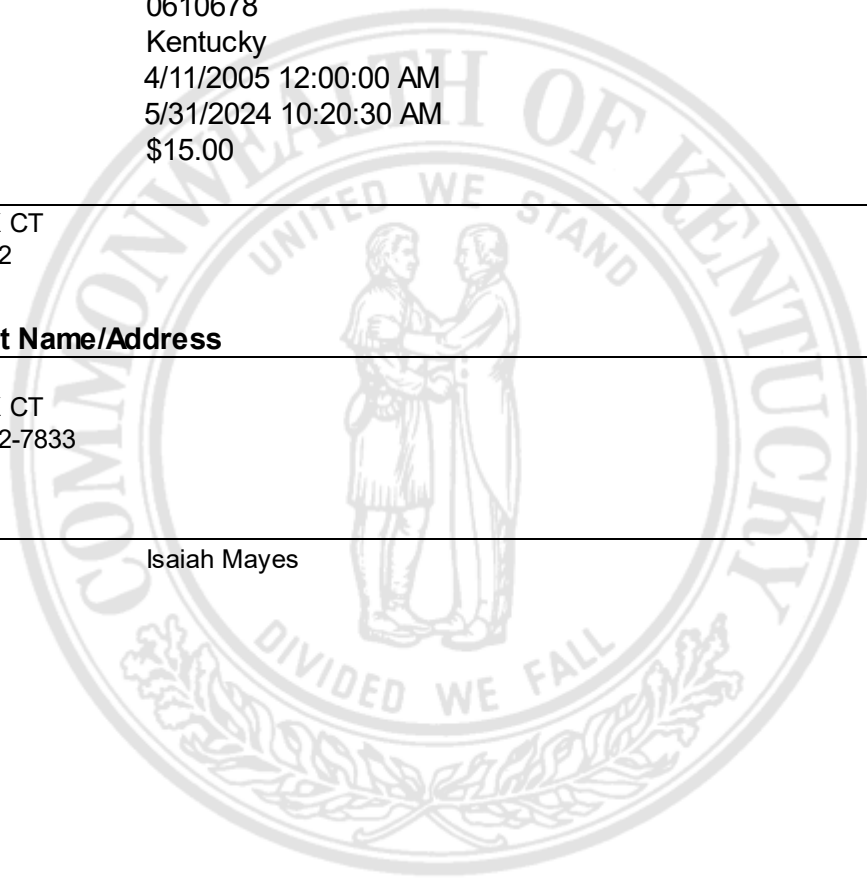 0610678
Kentucky
4/11/2005 12:00:00 AM
5/31/2024 10:20:30 AM
$15.00
CT
2
t Name/Address
CT
2-7833
Isaiah Mayes
COMMONWEALTH OF KENTUCKY
UNITED WE STAND
DIVIDED WE FALL